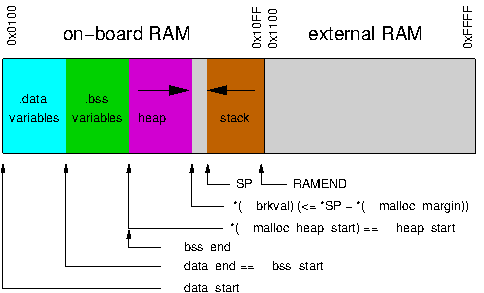 0x0100
on-board RAM
0x10FF
0x1100
external RAM
0xFFFF
.data
variables
.bss
variables
heap
stack
SP
RAMEND
*(  brkval) (<= *SP - *(  malloc margin))
*(  malloc heap start) ==  heap start
bss end
data end ==  bss start
data start